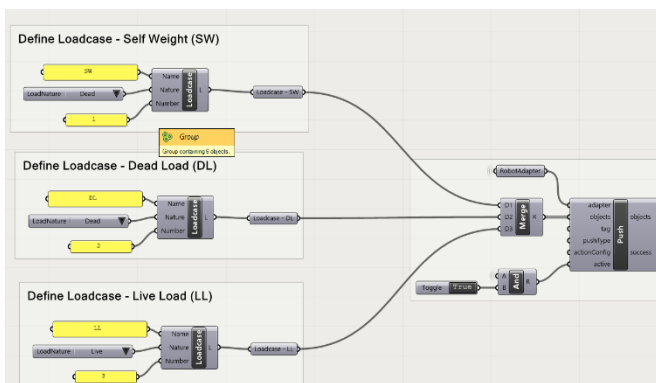 Define Loadcase - Self Weight (SW)
SW
LoadNature Dead
1
Name
Nature
Number
Loadcase
L
Loadcase - SW
Group
Group containing 6 objects.
Define Loadcase - Dead Load (DL)
DL
LoadNature Dead
2
Name
Nature
Number
Loadcase
L
Loadcase - DL
Define Loadcase - Live Load (LL)
LL
LoadNature Live
3
Name
Nature
Number
Loadcase
L
Loadcase - LL
D1
D2
D3
Merge
R
RobotAdapter
Toggle True
A
B
And
R
adapter
objects
tag
pushType
actionConfig
active
Push
objects
success